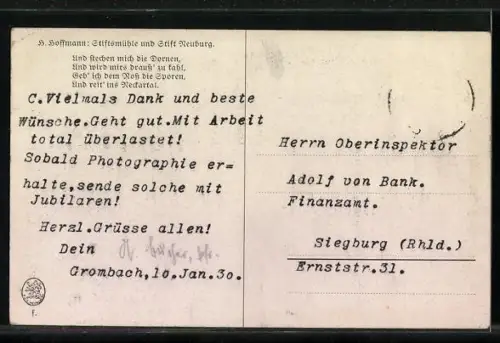 H. Hoffmann: Stiftsmühle und Stift Neuburg.
Und stechen mich die Dornen,
Und wird mirs drauß' zu kahl,
Geb' ich dem Roß die Sporen,
Und reit' ins Neckartal.
C.Vielmals Dank und beste
Wünsche.Geht gut.Mit Arbeit
total überlastet!
Sobald Photographie er=
halte,sende solche mit
Jubilaren!
Herzl.Grüsse allen!
Dein
Grombach,10.Jan.30.
f.
Herrn Oberinspektor
Adolf von Bank.
Finanzamt.
Siegburg (Rhld.)
Ernststr.31.